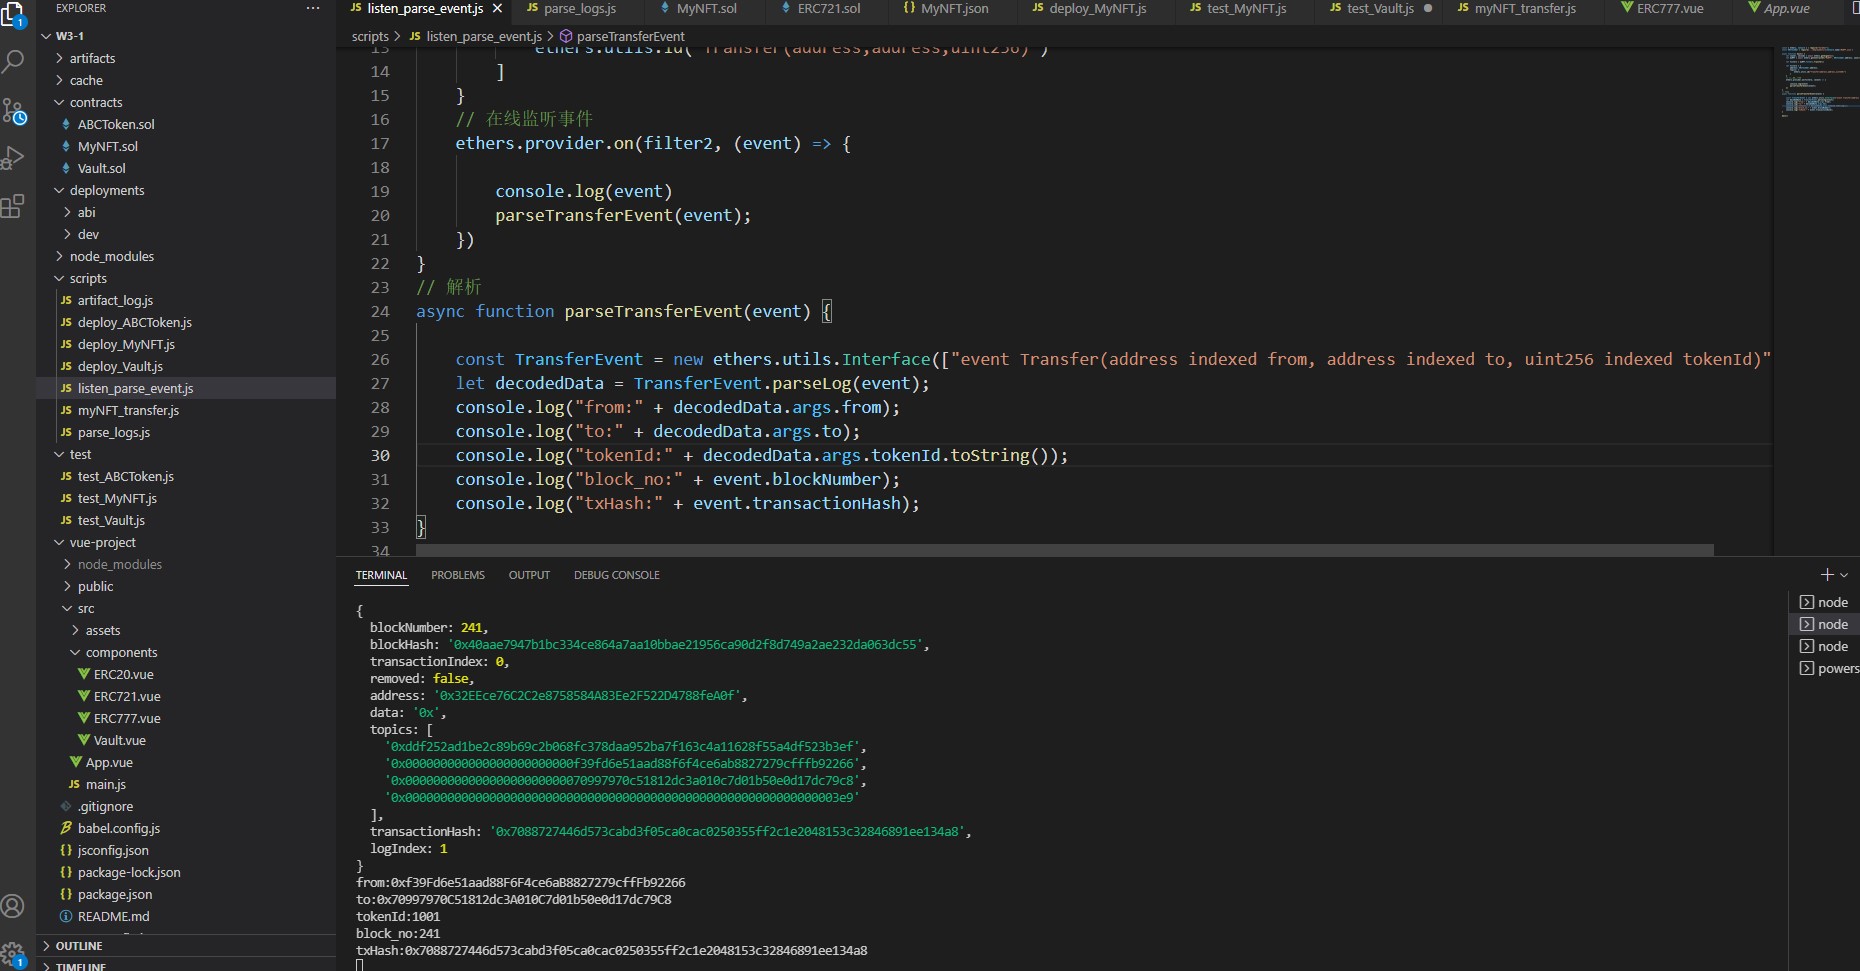 EXPLORER
W3-1
artifacts
cache
contracts
ABCToken.sol
MyNFT.sol
Vault.sol
deployments
abi
dev
node_modules
scripts
artifact_log.js
deploy_ABCToken.js
deploy_MyNFT.js
deploy_Vault.js
listen_parse_event.js
myNFT_transfer.js
parse_logs.js
test
test_ABCToken.js
test_MyNFT.js
test_Vault.js
vue-project
node_modules
public
src
assets
components
ERC20.vue
ERC721.vue
ERC777.vue
Vault.vue
App.vue
main.js
.gitignore
babel.config.js
jsconfig.json
package-lock.json
package.json
README.md
OUTLINE
TIMELINE
listen_parse_event.js parse_logs.js MyNFT.sol ERC721.sol MyNFT.json deploy_MyNFT.js test_MyNFT.js test_Vault.js myNFT_transfer.js ERC777.vue App.vue
scripts > JS listen_parse_event.js > parseTransferEvent
13 ethers.utils.id("Transfer(address,address,uint256)")
14 ]
15 }
16 // 在线监听事件
17 ethers.provider.on(filter2, (event) => {
18
19 console.log(event)
20 parseTransferEvent(event);
21 })
22 }
23 // 解析
24 async function parseTransferEvent(event) {
25
26 const TransferEvent = new ethers.utils.Interface(["event Transfer(address indexed from, address indexed to, uint256 indexed tokenId)"
27 let decodedData = TransferEvent.parseLog(event);
28 console.log("from:" + decodedData.args.from);
29 console.log("to:" + decodedData.args.to);
30 console.log("tokenId:" + decodedData.args.tokenId.toString());
31 console.log("block_no:" + event.blockNumber);
32 console.log("txHash:" + event.transactionHash);
33 }
34
TERMINAL PROBLEMS OUTPUT DEBUG CONSOLE
{
blockNumber: 241,
blockHash: '0x40aae7947b1bc334ce864a7aa10bbae21956ca90d2f8d749a2ae232da063dc55',
transactionIndex: 0,
removed: false,
address: '0x32EEce76C2C2e8758584A83Ee2F522D4788feA0f',
data: '0x',
topics: [
'0xddf252ad1be2c89b69c2b068fc378daa952ba7f163c4a11628f55a4df523b3ef',
'0x000000000000000000000000f39fd6e51aad88f6f4ce6ab8827279cfffb92266',
'0x00000000000000000000000070997970c51812dc3a010c7d01b50e0d17dc79c8',
'0x00000000000000000000000000000000000000000000000000000000000003e9'
],
transactionHash: '0x7088727446d573cabd3f05ca0cac0250355ff2c1e2048153c32846891ee134a8',
logIndex: 1
}
from:0xf39Fd6e51aad88F6F4ce6aB8827279cffFb92266
to:0x70997970C51812dc3A010C7d01b50e0d17dc79C8
tokenId:1001
block_no:241
txHash:0x7088727446d573cabd3f05ca0cac0250355ff2c1e2048153c32846891ee134a8
node
node
node
powers